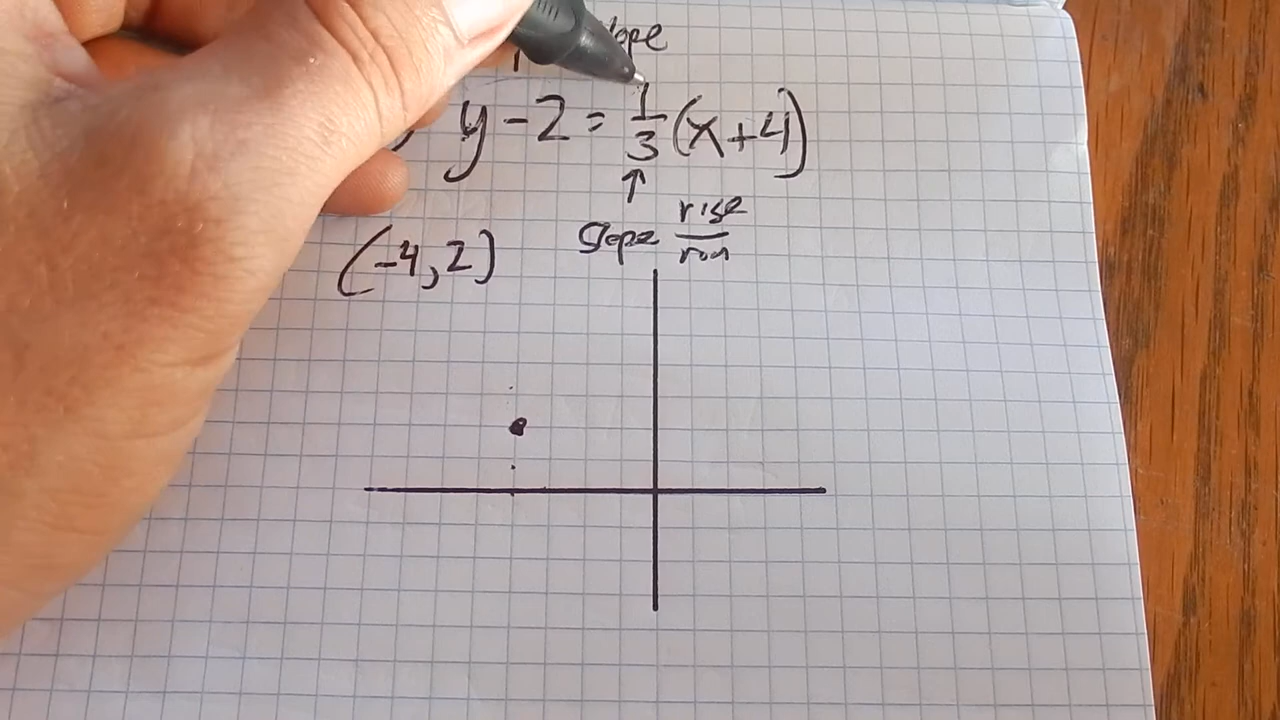 y-2 = 1/3 (x+4)
↑
(-4, 2) Slope rise/run